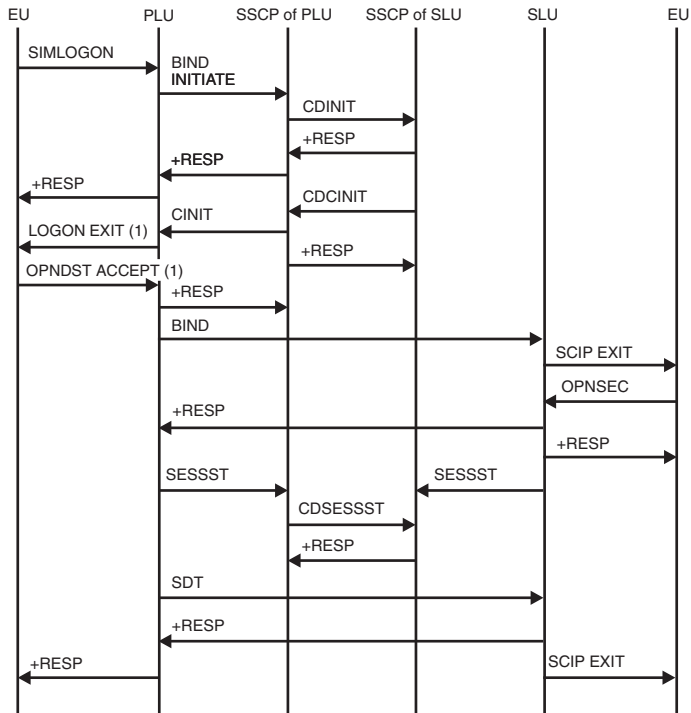 EU PLU SSCP of PLU SSCP of SLU SLU EU
SIMLOGON
BIND
INITIATE
CDINIT
+RESP
+RESP
+RESP
CDCINIT
CINIT
LOGON EXIT (1)
+RESP
OPNDST ACCEPT (1)
+RESP
BIND
SCIP EXIT
OPNSEC
+RESP
+RESP
SESSST SESSST
CDSESSST
+RESP
SDT
+RESP
+RESP SCIP EXIT